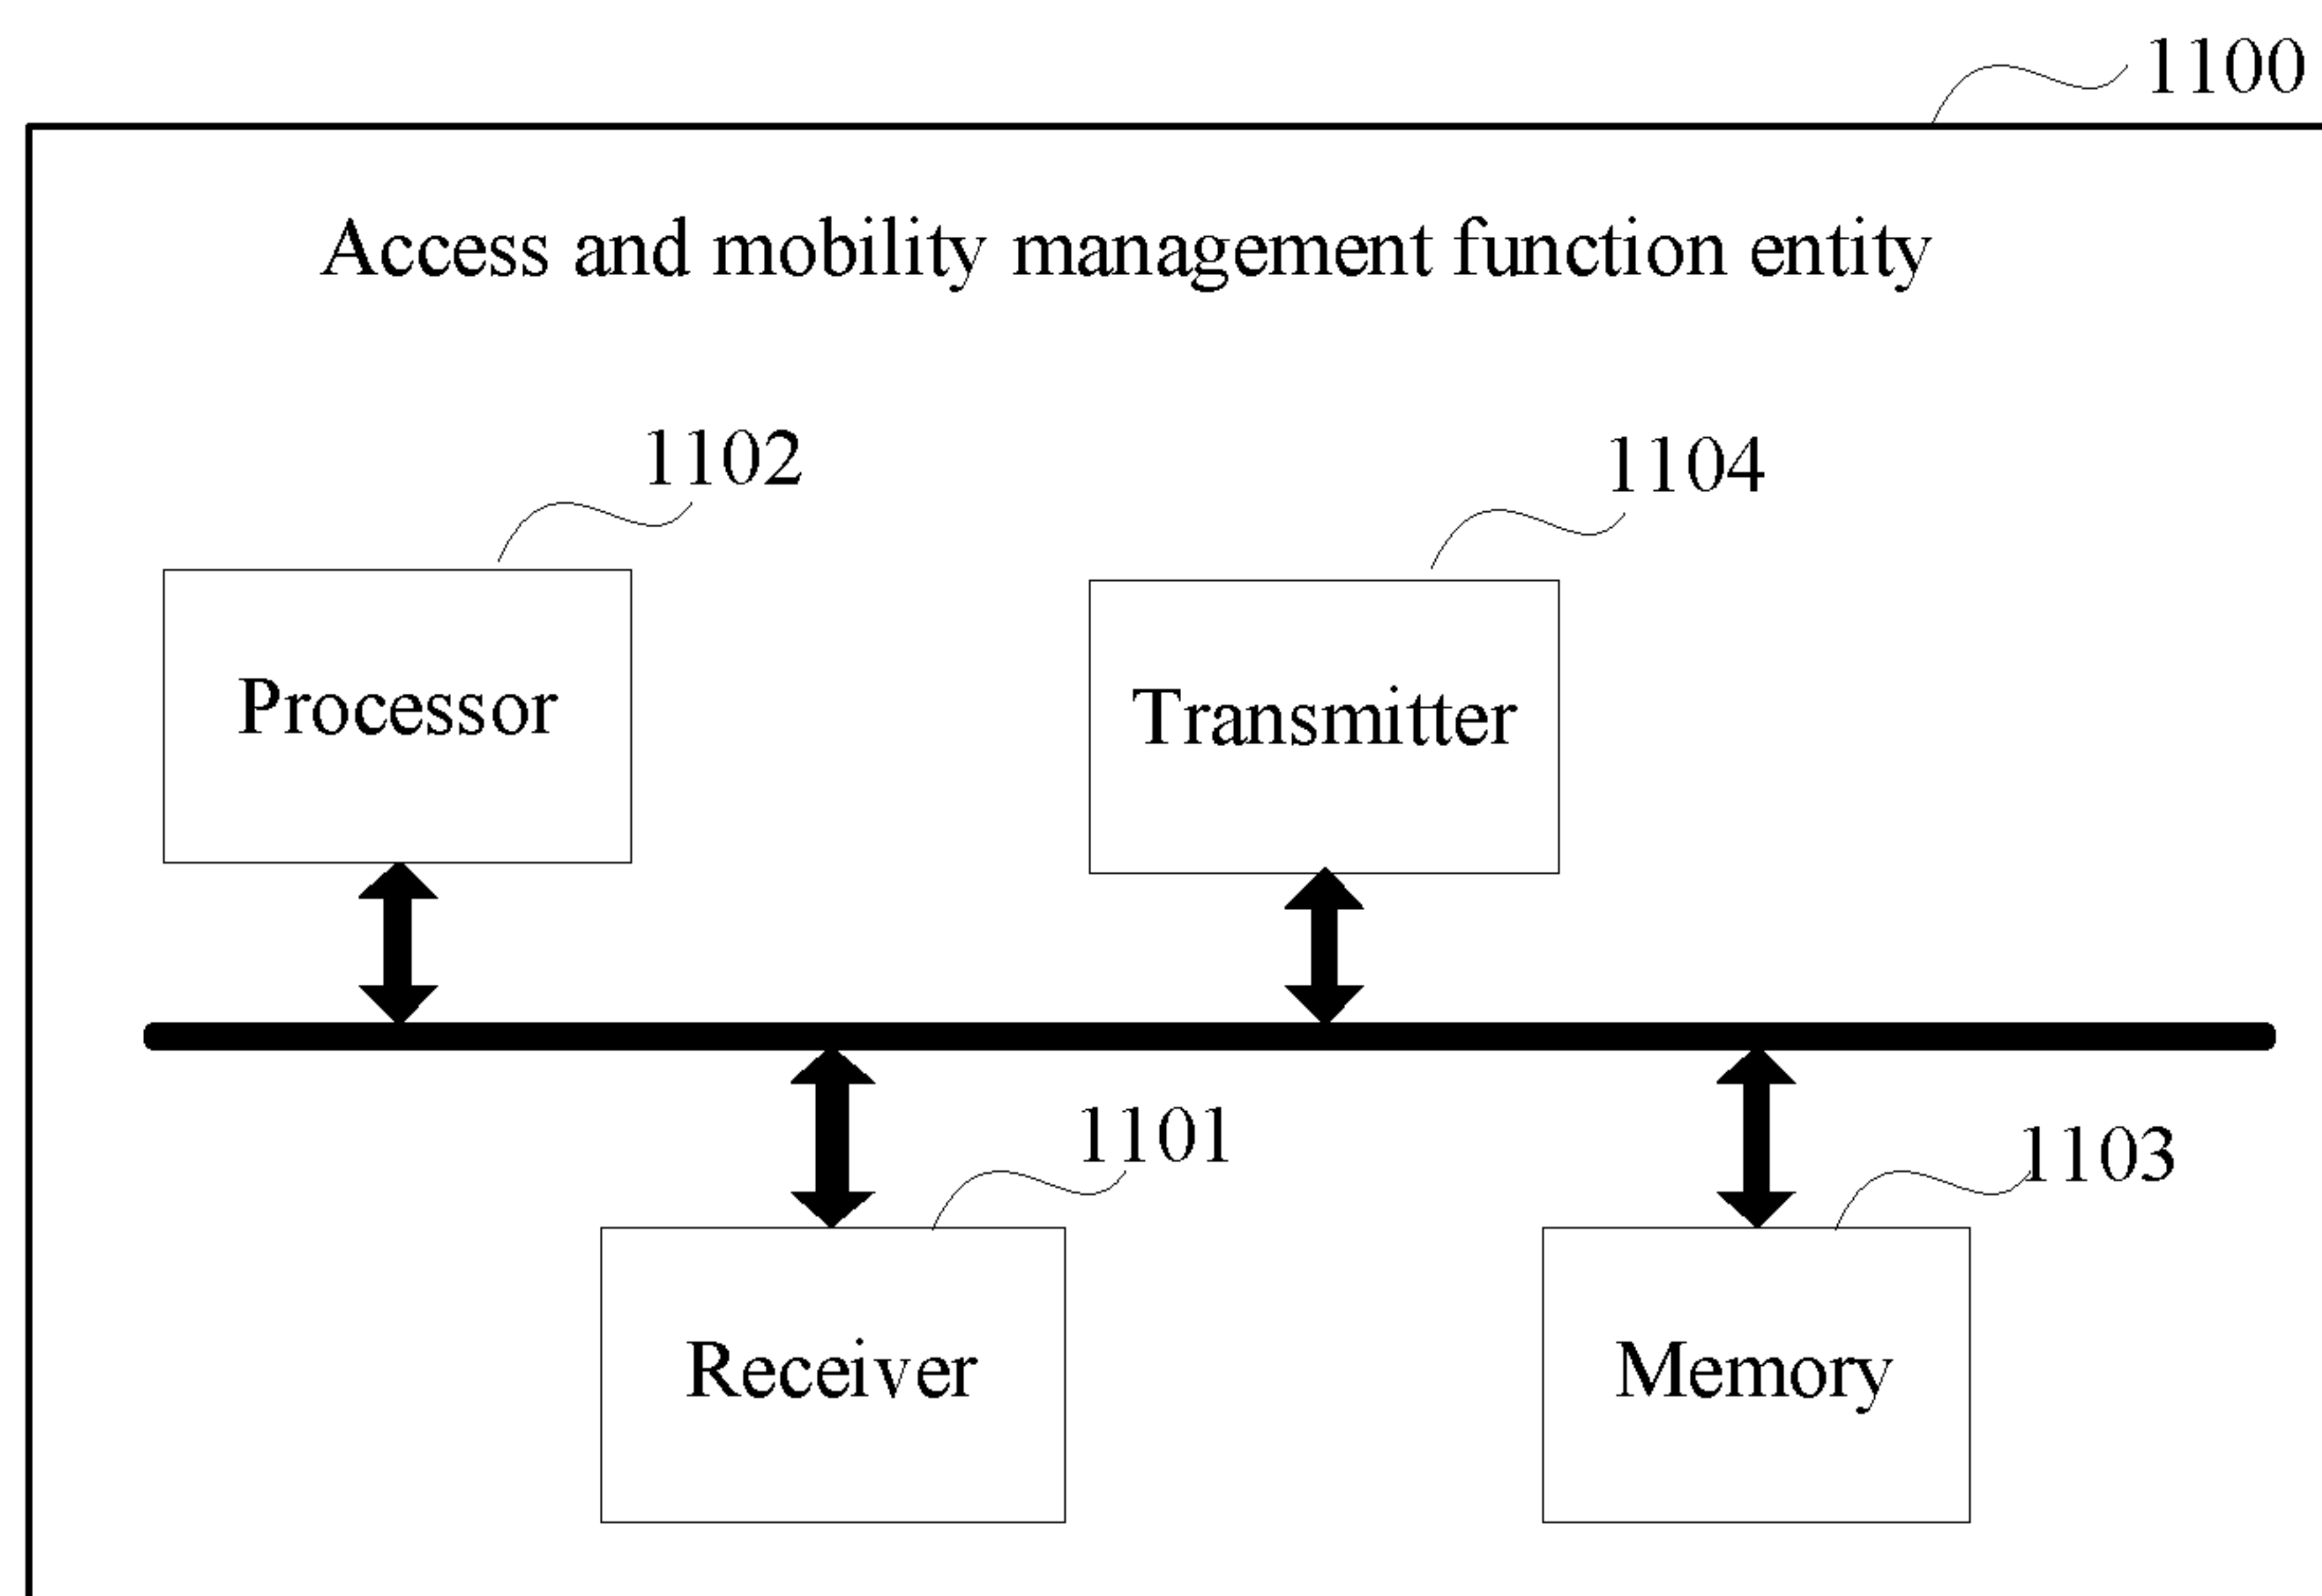 1100
Access and mobility management function entity
1102
1104
Processor
Transmitter
1101
1103
Receiver
Memory